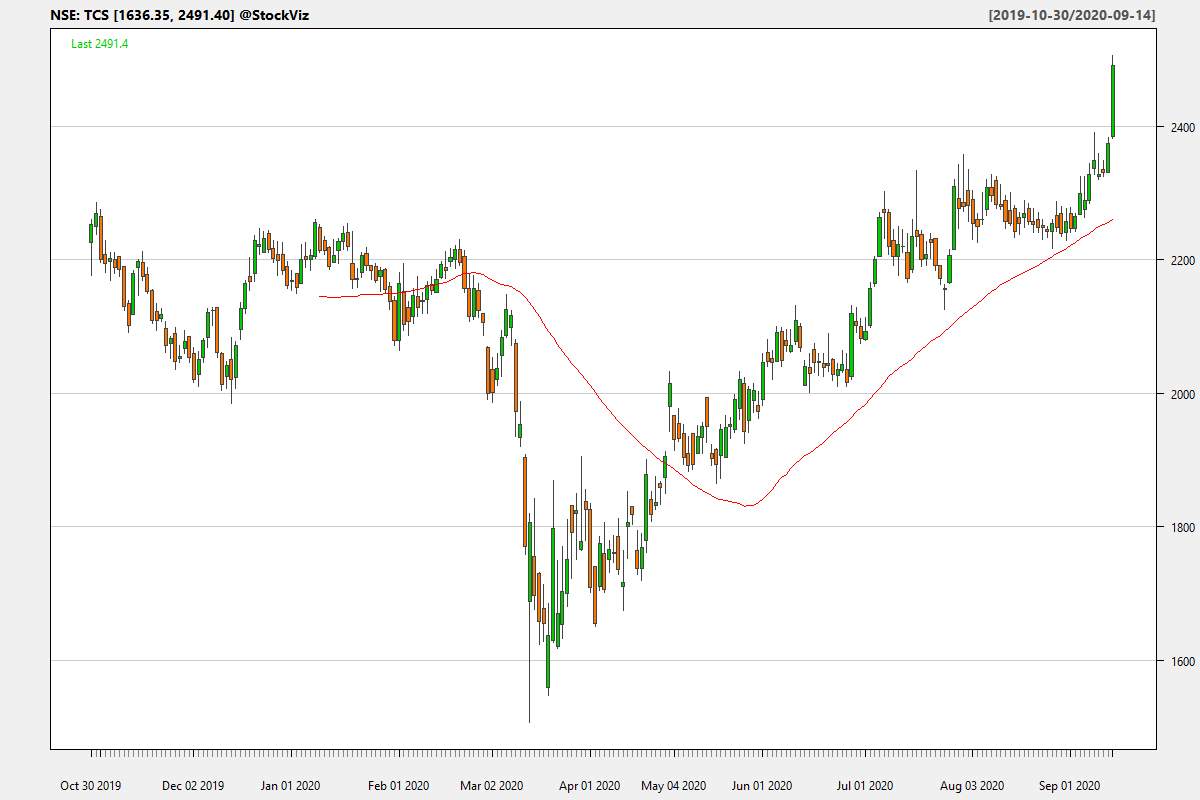 NSE: TCS [1636.35, 2491.40] @StockViz [2019-10-30/2020-09-14]
Last 2491.4
2400
2200
2000
1800
1600
Oct 30 2019 Dec 02 2019 Jan 01 2020 Feb 01 2020 Mar 02 2020 Apr 01 2020 May 04 2020 Jun 01 2020 Jul 01 2020 Aug 03 2020 Sep 01 2020